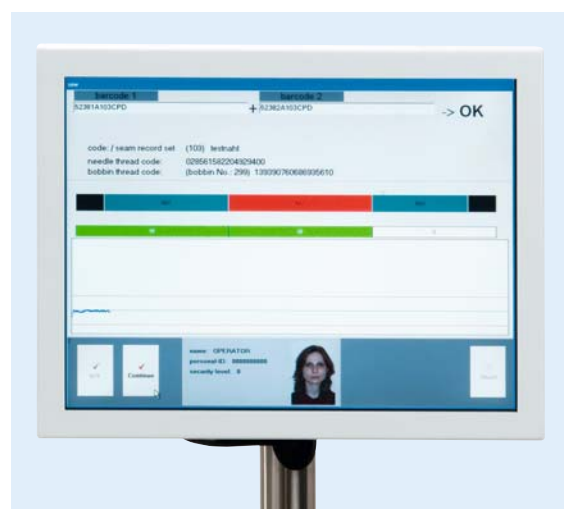 barcode 1
barcode 2
52381A103CPD
+
52382A103CPD
-> OK
code: / seam record set (103) testnaht
needle thread code: 028561582204929400
bobbin thread code: (bobbin No.: 299) 139390760686935610
name: OPERATOR
personal ID: 0000000000
security level: 0
Continue